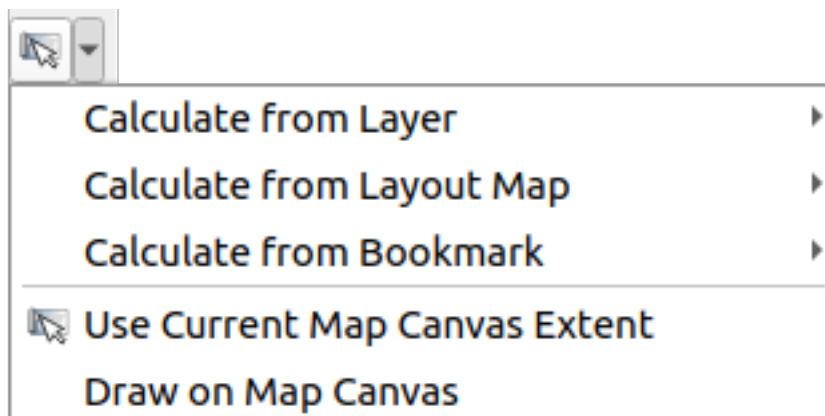 Calculate from Layer
Calculate from Layout Map
Calculate from Bookmark
Use Current Map Canvas Extent
Draw on Map Canvas